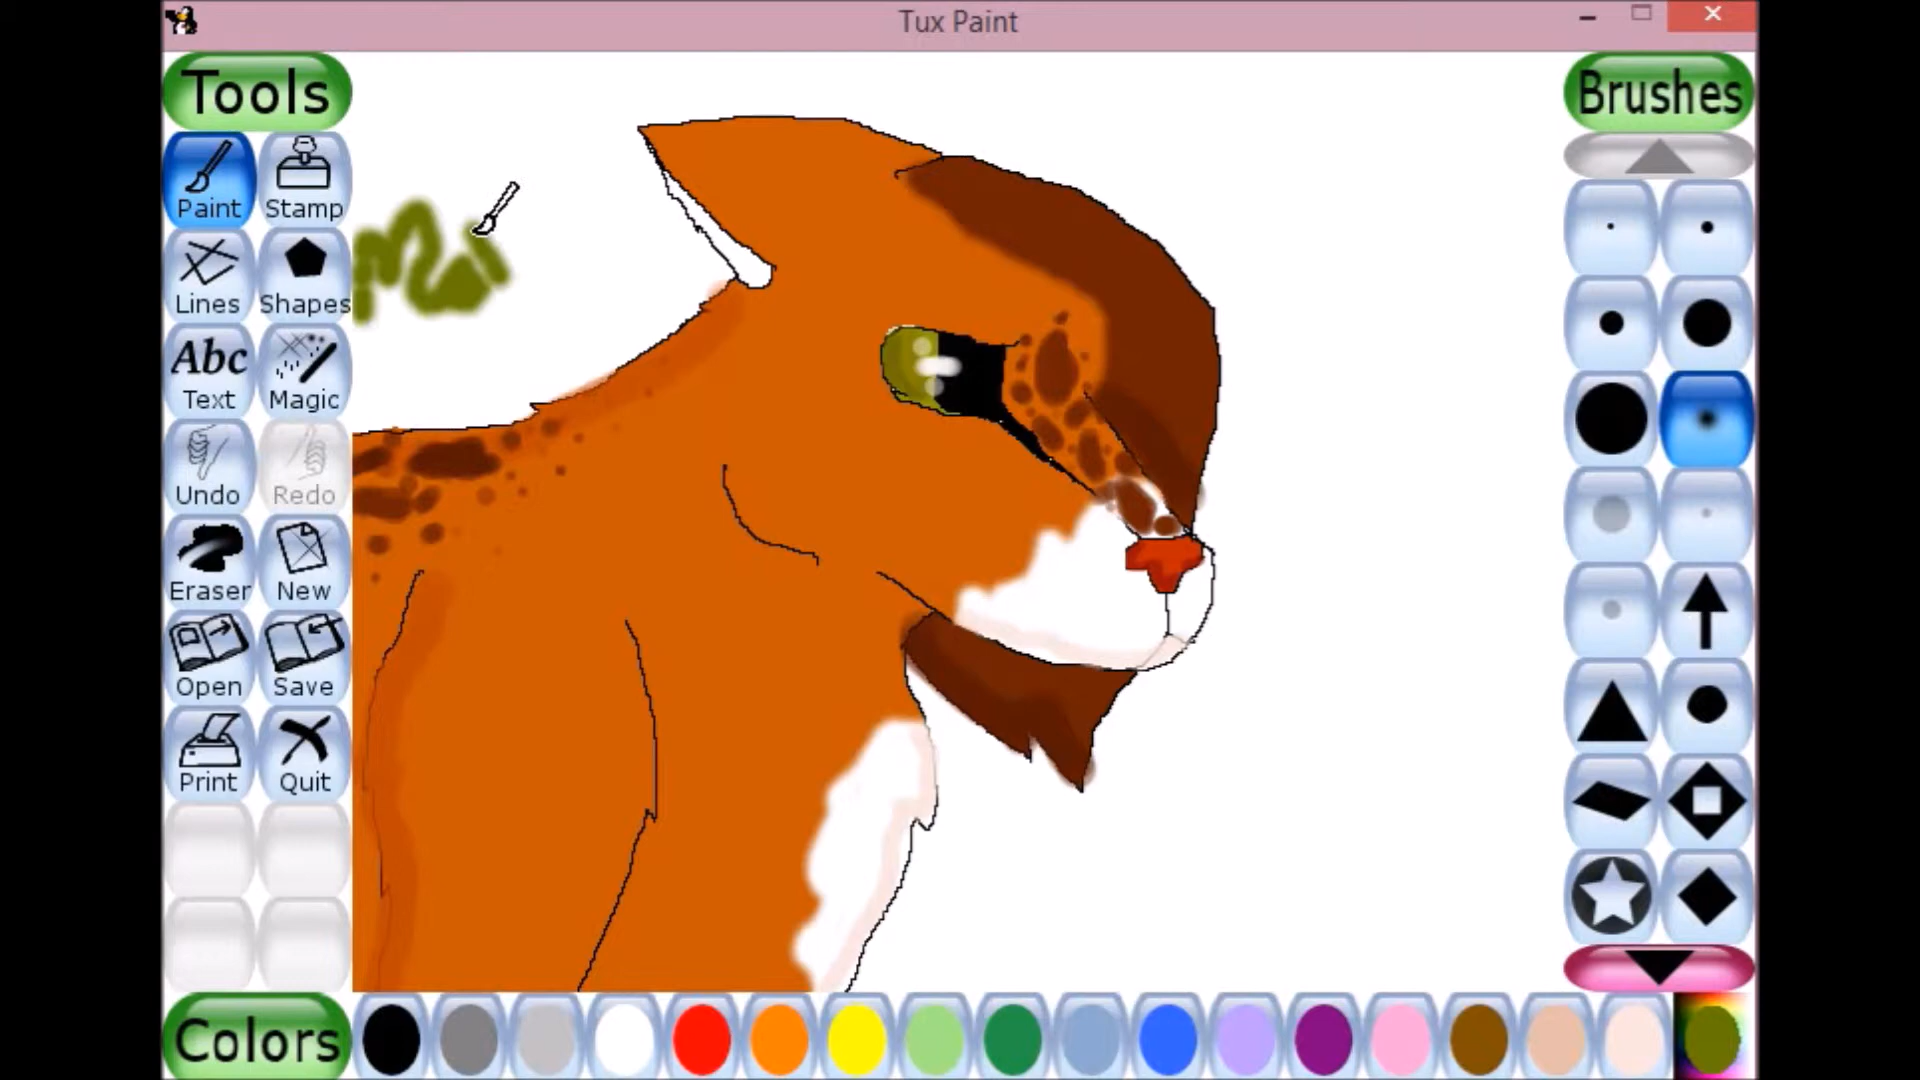 Tux Paint
Tools
Brushes
Paint
Stamp
Lines
Shapes
Abc
Text
Magic
Undo
Redo
Eraser
New
Open
Save
Print
Quit
Colors